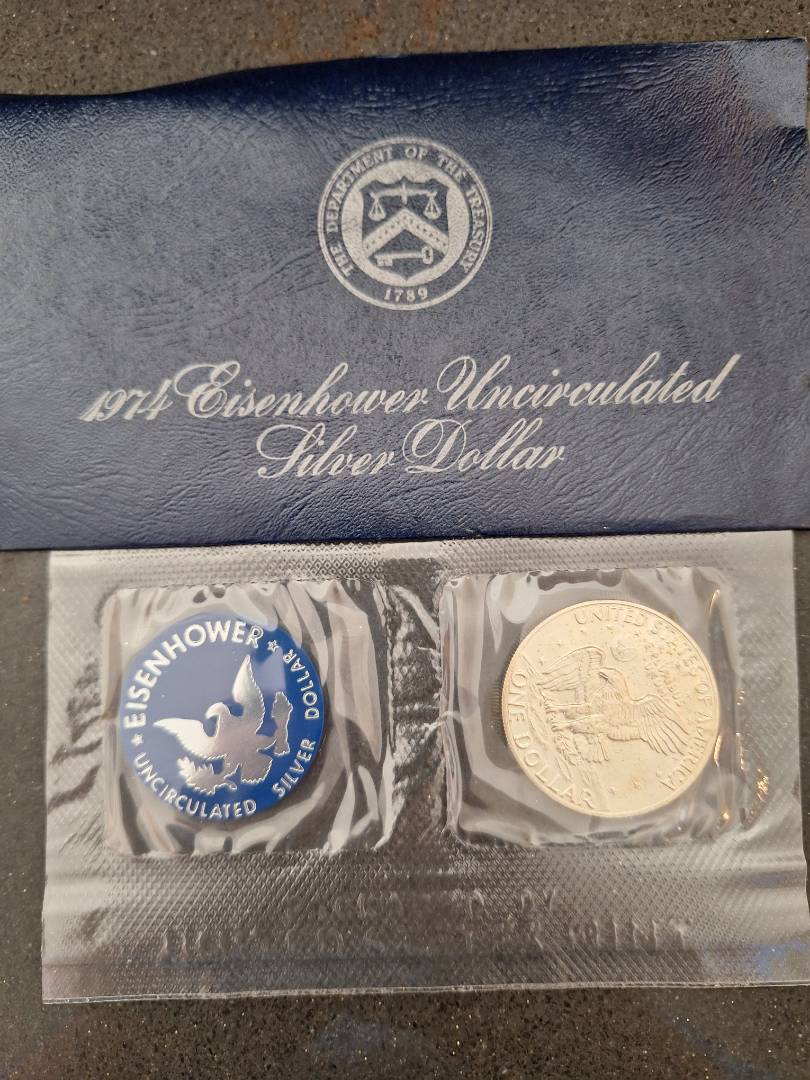 THE DEPARTMENT OF THE TREASURY
1789
1974 Eisenhower Uncirculated
Silver Dollar
EISENHOWER
UNCIRCULATED SILVER DOLLAR
UNITED STATES OF AMERICA
ONE DOLLAR